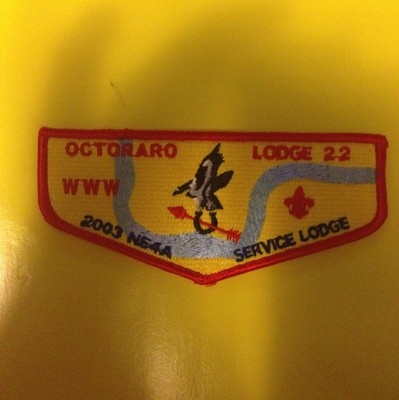 OCTORARO LODGE 22
WWW
2003 NE4A SERVICE LODGE